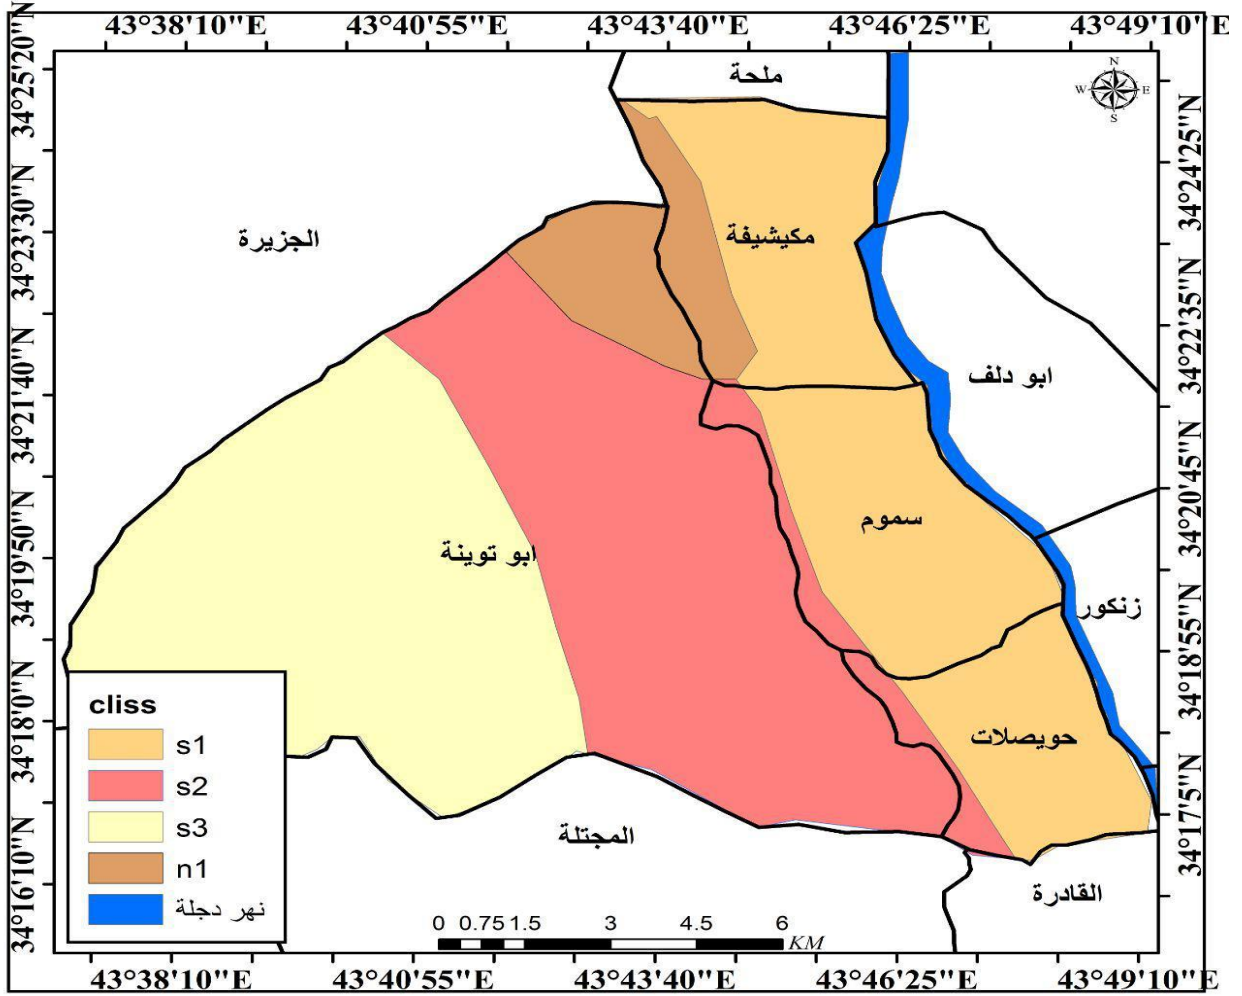 43°38'10"E 43°40'55"E 43°43'40"E 43°46'25"E 43°49'10"E
34°25'20"N
34°23'30"N
34°21'40"N
34°19'50"N
34°18'0"N
34°16'10"N
N
W E
S
ملحة
الجزيرة
مكيشيفة
ابو دلف
سموم
ابو توينة
زنكور
حويصلات
المجتلة
القادرة
34°24'25"N
34°22'35"N
34°20'45"N
34°18'55"N
34°17'5"N
cliss
s1
s2
s3
n1
نهر دجلة
0 0.75 1.5 3 4.5 6
KM
43°38'10"E 43°40'55"E 43°43'40"E 43°46'25"E 43°49'10"E